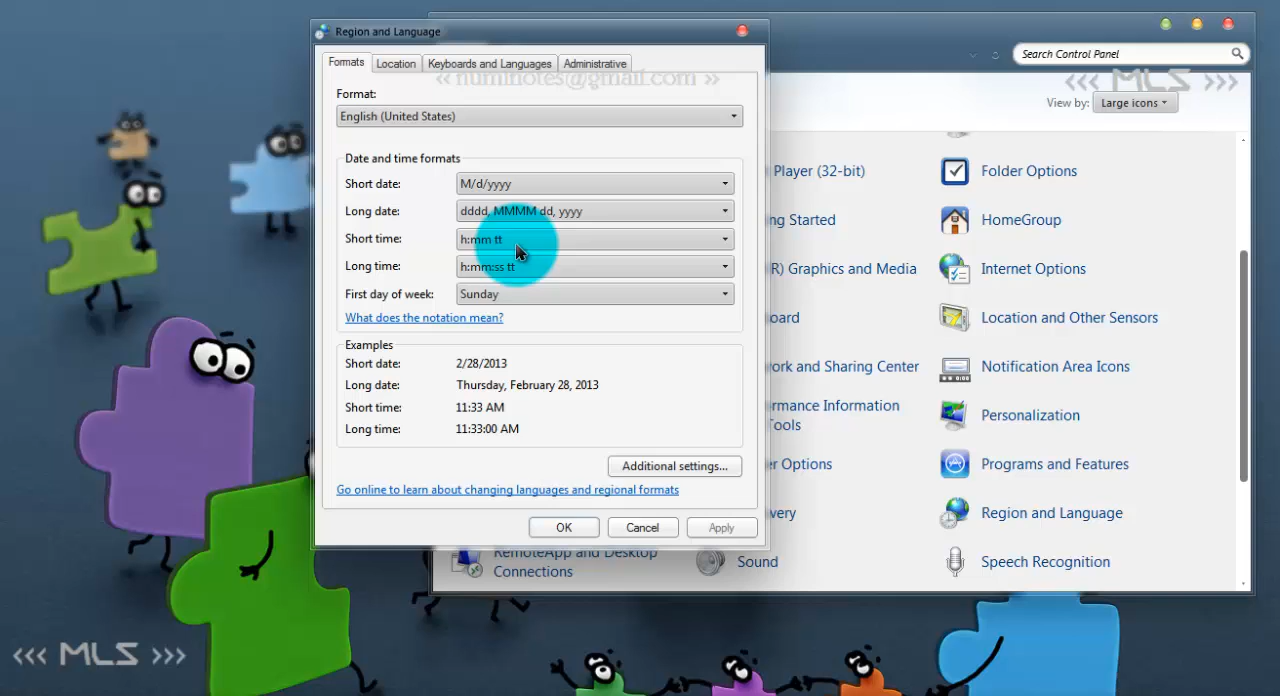 Region and Language
Formats
Location
Keyboards and Languages
Administrative
« numinotes@gmail.com »
Format:
English (United States)
Date and time formats
Short date:
M/d/yyyy
Long date:
dddd, MMMM dd, yyyy
Short time:
h:mm tt
Long time:
h:mm:ss tt
First day of week:
Sunday
What does the notation mean?
Examples
Short date:
2/28/2013
Long date:
Thursday, February 28, 2013
Short time:
11:33 AM
Long time:
11:33:00 AM
Additional settings...
Go online to learn about changing languages and regional formats
OK
Cancel
Apply
Search Control Panel
<<< MLS >>>
View by:
Large icons
Player (32-bit)
Folder Options
ng Started
HomeGroup
R) Graphics and Media
Internet Options
oard
Location and Other Sensors
ork and Sharing Center
Notification Area Icons
rmance Information
Tools
Personalization
er Options
Programs and Features
very
Region and Language
RemoteApp and Desktop
Connections
Sound
Speech Recognition
<<< MLS >>>